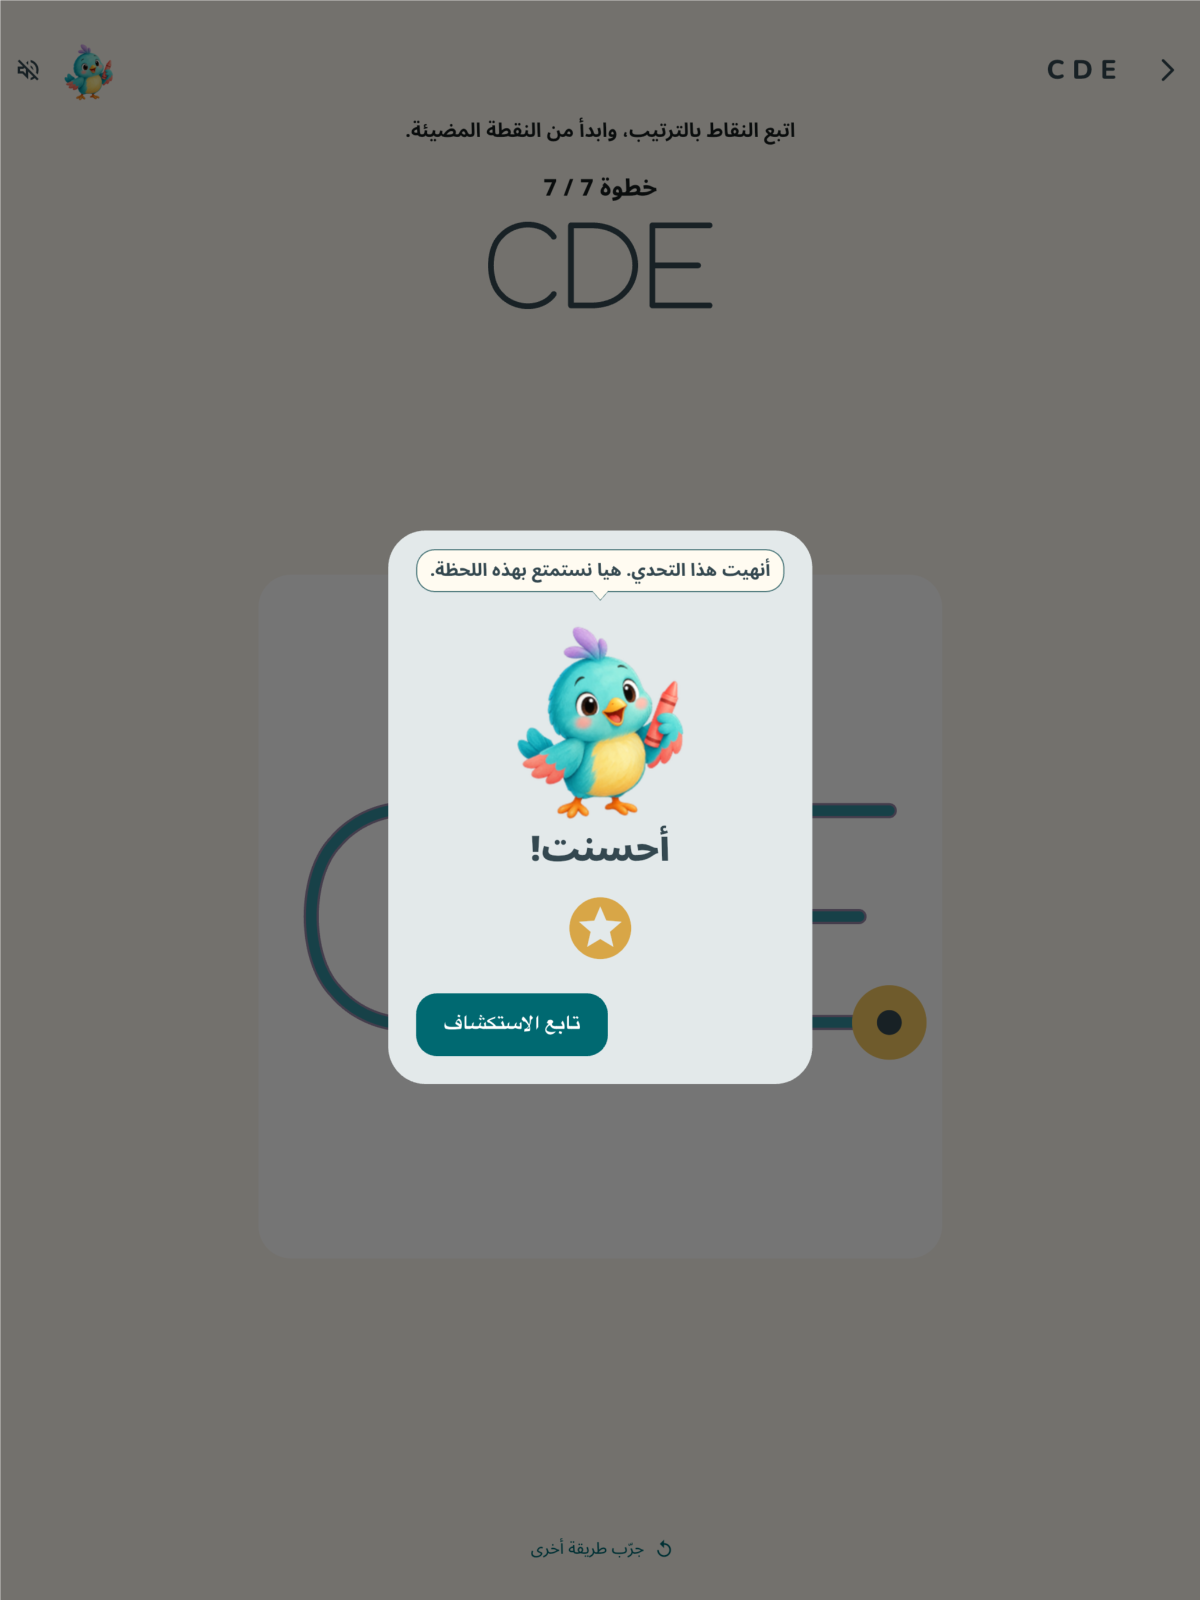 C D E
اتبع النقاط بالترتيب، وابدأ من النقطة المضيئة.
خطوة 7 / 7
CDE
أنهيت هذا التحدي. هيا نستمتع بهذه اللحظة.
أحسنت!
تابع الاستكشاف
جرّب طريقة أخرى